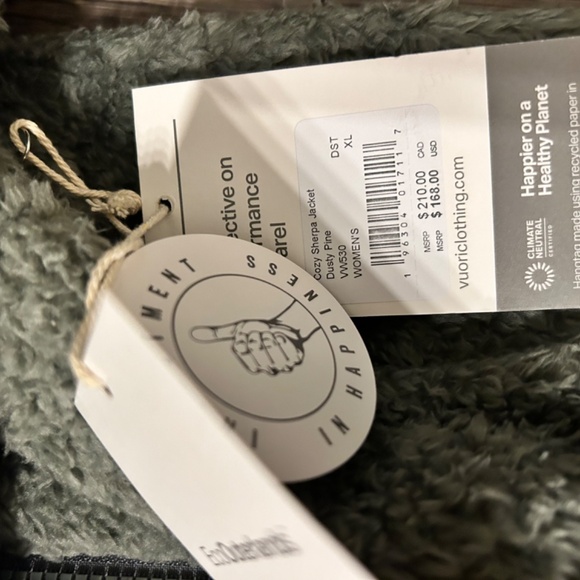 ective on
rmance
arel
Cozy Sherpa Jacket
Dusty Pine DST
VW530 XL
WOMEN'S
1 96304 01711 7
MSRP $ 210.00 CAD
MSRP $ 168.00 USD
vuoriclothing.com
Happier on a
Healthy Planet
CLIMATE
NEUTRAL
CERTIFIED
Hangtag made using recycled paper in
MENT
IN HAPPINESS